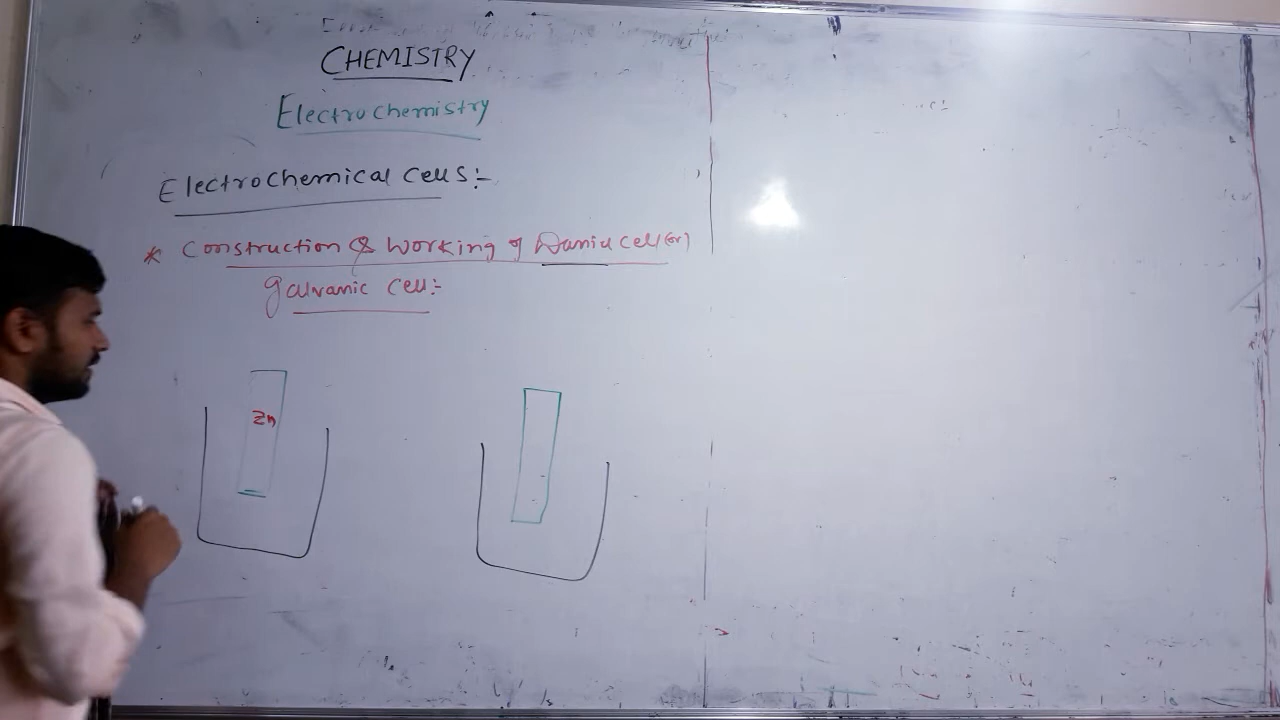 CHEMISTRY
Electrochemistry
Electrochemical cells:-
* Construction & Working of Daniel cell (or)
galvanic cell:-
Zn